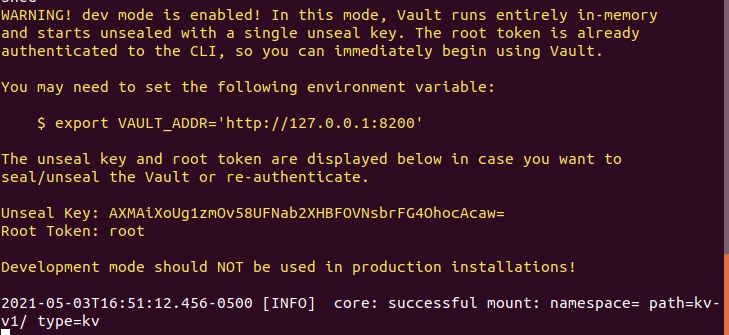 WARNING! dev mode is enabled! In this mode, Vault runs entirely in-memory
and starts unsealed with a single unseal key. The root token is already
authenticated to the CLI, so you can immediately begin using Vault.
You may need to set the following environment variable:
$ export VAULT_ADDR='http://127.0.0.1:8200'
The unseal key and root token are displayed below in case you want to
seal/unseal the Vault or re-authenticate.
Unseal Key: AXMAiXoUg1zmOv58UFNab2XHBFOVNsbrFG4OhocAcaw=
Root Token: root
Development mode should NOT be used in production installations!
2021-05-03T16:51:12.456-0500 [INFO]  core: successful mount: namespace= path=kv-
v1/ type=kv